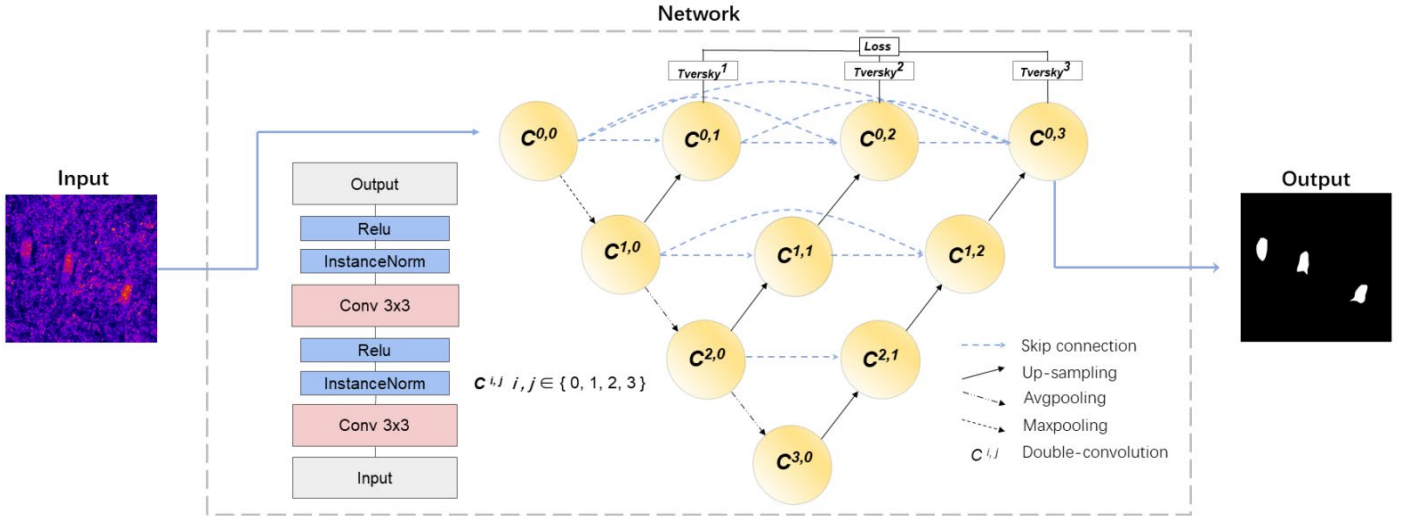 Network
Loss
Tversky1
Tversky2
Tversky3
C0,0
C0,1
C0,2
C0,3
Input
Output
Output
Relu
InstanceNorm
Conv 3x3
Relu
InstanceNorm
Conv 3x3
Input
C i,j i, j ∈ { 0, 1, 2, 3 }
C1,0
C1,1
C1,2
C2,0
C2,1
C3,0
Skip connection
Up-sampling
Avgpooling
Maxpooling
C i,j Double-convolution